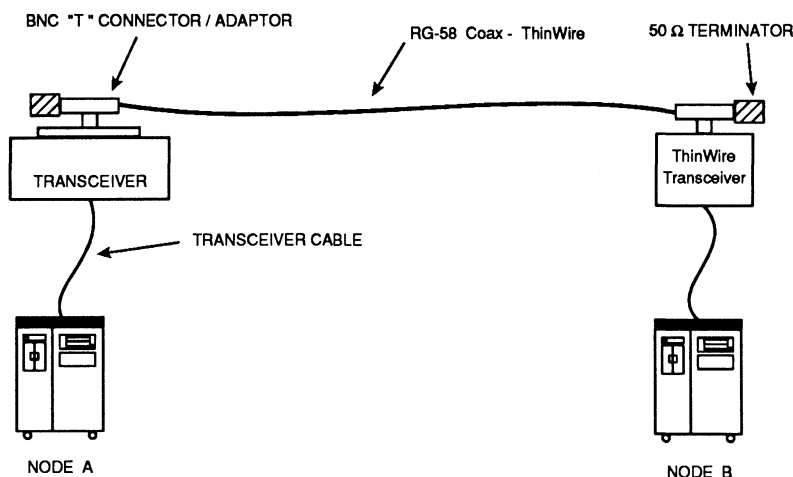 BNC "T" CONNECTOR / ADAPTOR
RG-58 Coax - ThinWire
50 Ω TERMINATOR
TRANSCEIVER
ThinWire
Transceiver
TRANSCEIVER CABLE
NODE A
NODE B